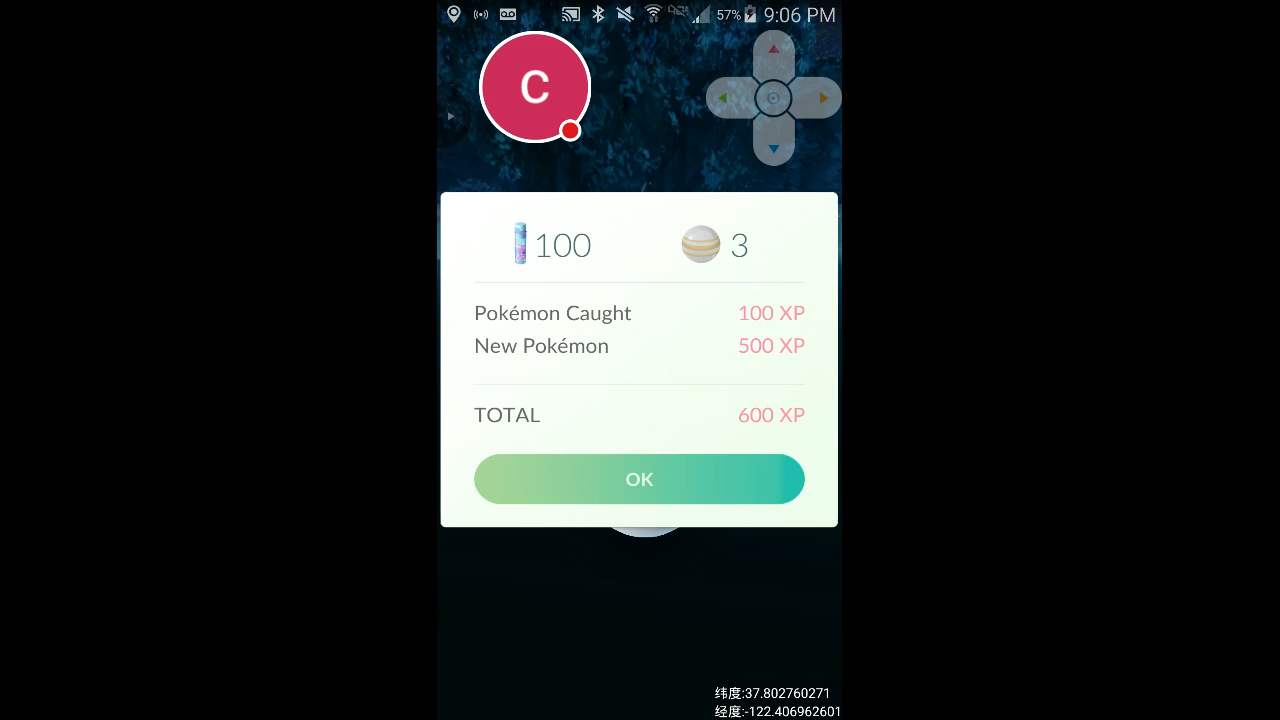 57% 9:06 PM
C
100 3
Pokémon Caught 100 XP
New Pokémon 500 XP
TOTAL 600 XP
OK
纬度:37.802760271
经度:-122.406962601